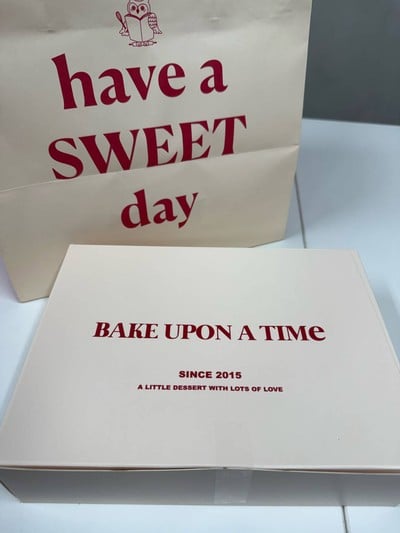 have a
SWEET
day
BAKE UPON A TIMe
SINCE 2015
A LITTLE DESSERT WITH LOTS OF LOVE